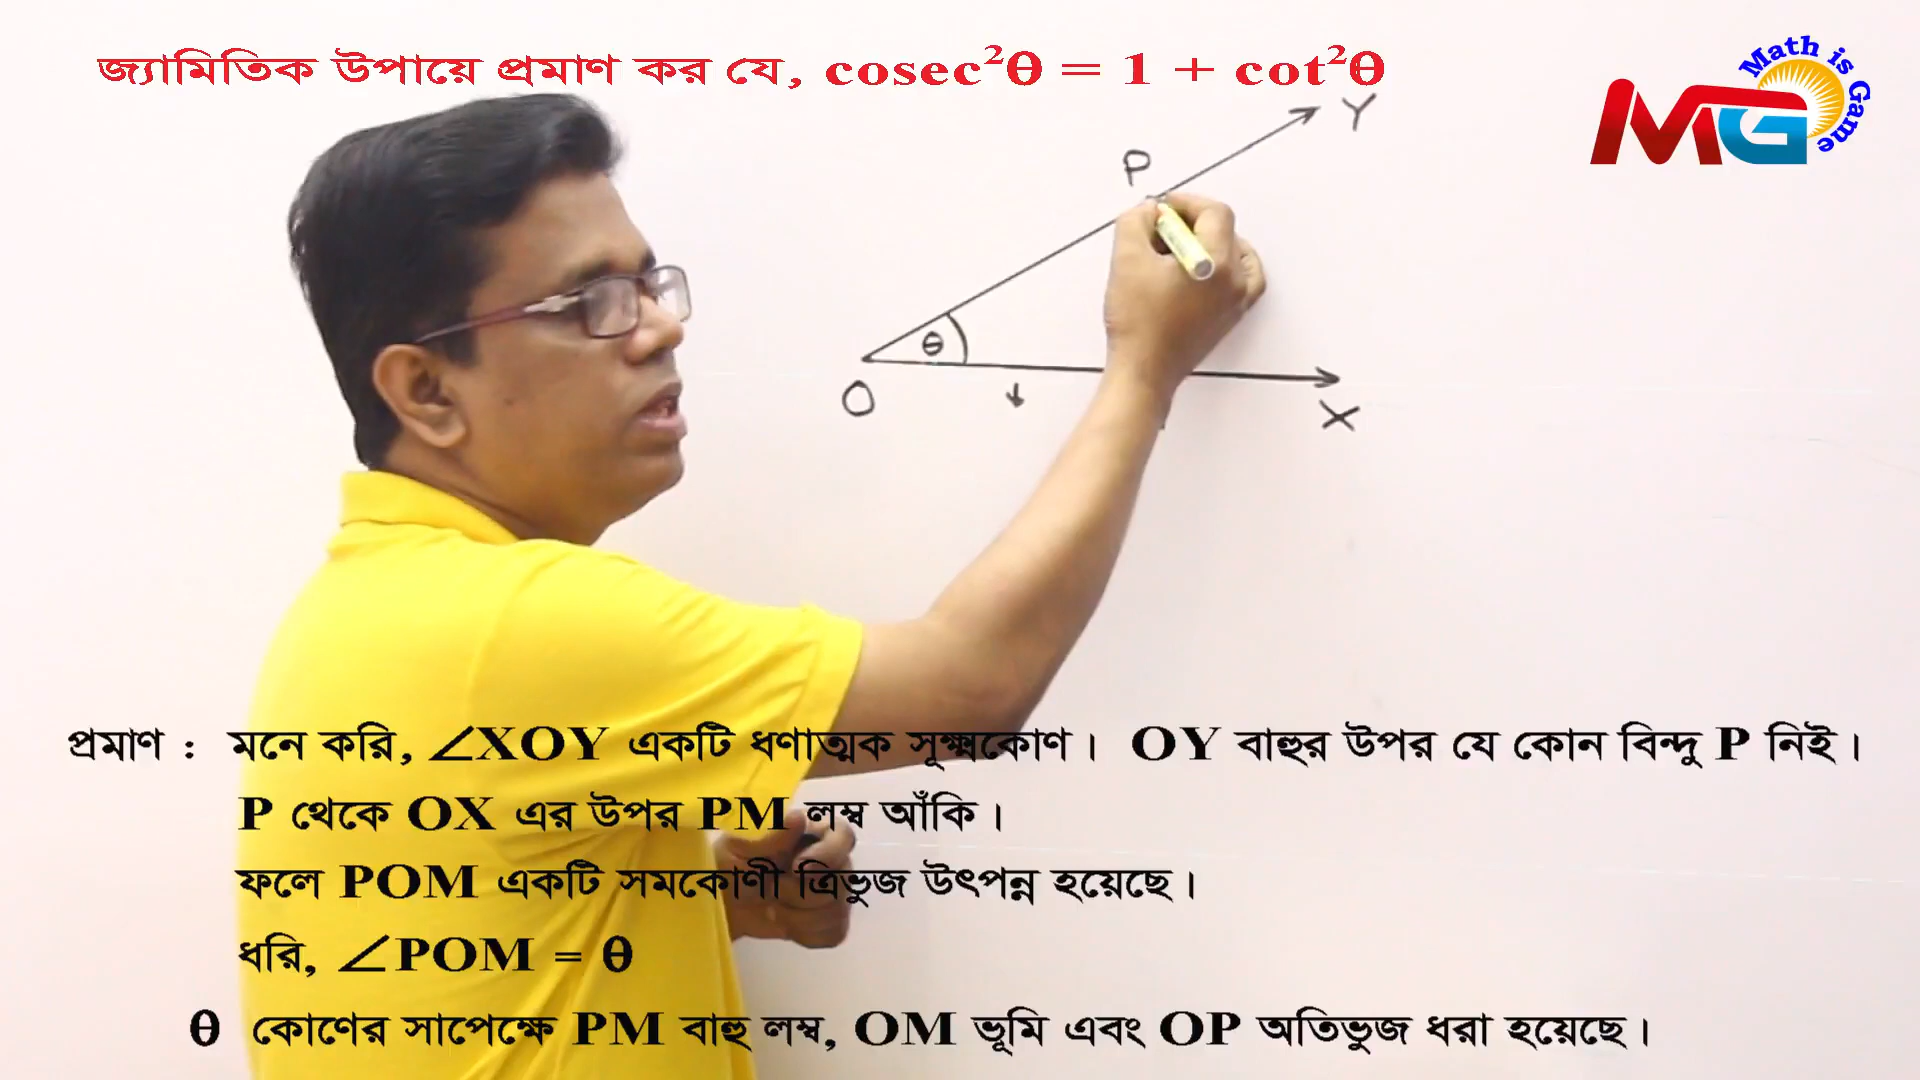 জ্যামিতিক উপায়ে প্রমাণ কর যে, cosec²θ = 1 + cot²θ
Math is Game
MG
Y
P
θ
O
X
প্রমাণ : মনে করি, ∠XOY একটি ধণাত্মক সূক্ষ্মকোণ। OY বাহুর উপর যে কোন বিন্দু P নিই।
P থেকে OX এর উপর PM লম্ব আঁকি।
ফলে POM একটি সমকোণী ত্রিভুজ উৎপন্ন হয়েছে।
ধরি, ∠POM = θ
θ কোণের সাপেক্ষে PM বাহু লম্ব, OM ভূমি এবং OP অতিভুজ ধরা হয়েছে।